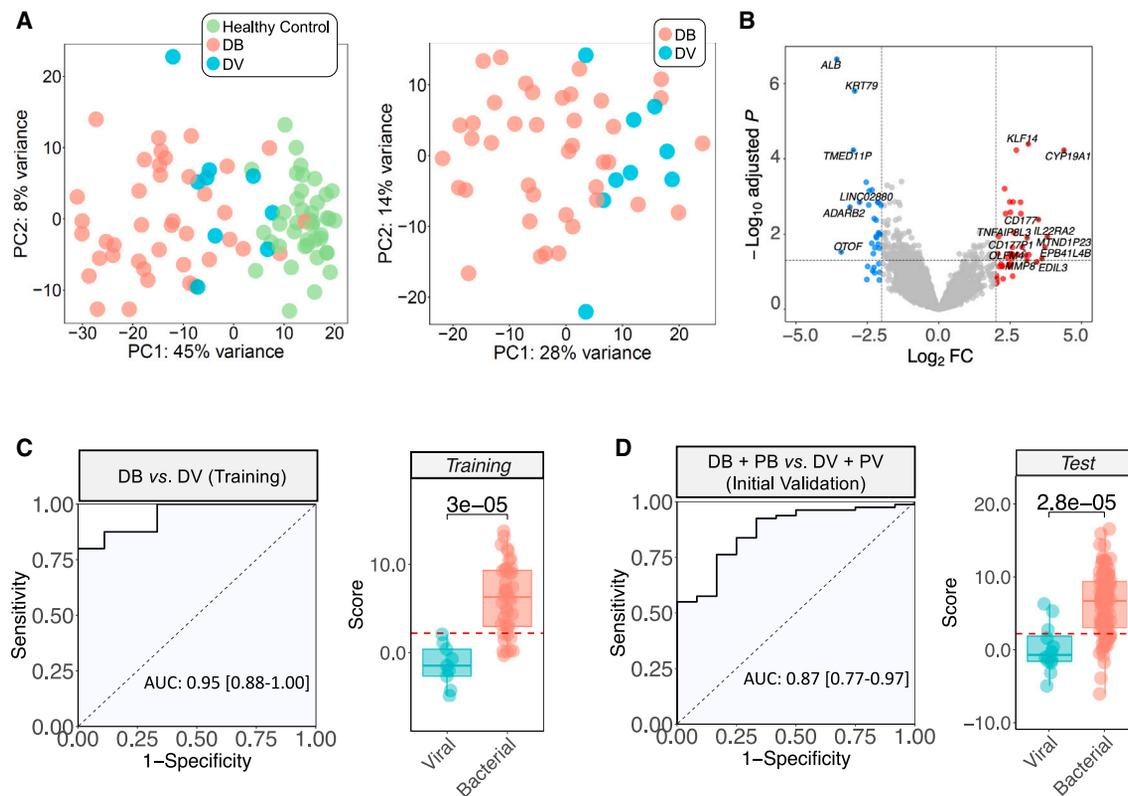 A
Healthy Control
DB
DV
PC2: 8% variance
20
10
0
−10
−30
−20
−10
0
10
20
PC1: 45% variance
DB
DV
PC2: 14% variance
20
10
0
−10
−20
−20
−10
0
10
20
PC1: 28% variance
B
−Log10 adjusted P
6
4
2
0
ALB
KRT79
TMED11P
LINC02880
ADARB2
OTOF
KLF14
CYP19A1
CD177
TNFAIP8L3
IL22RA2
CD177P1
MTND1P23
OLFM4
EPB41L4B
MMP8
EDIL3
−5.0
−2.5
0.0
2.5
5.0
Log2 FC
C
DB vs. DV (Training)
Sensitivity
1.00
0.75
0.50
0.25
0.00
AUC: 0.95 [0.88-1.00]
0.00
0.25
0.50
0.75
1.00
1−Specificity
Training
3e−05
Score
10.0
0.0
Viral
Bacterial
D
DB + PB vs. DV + PV
(Initial Validation)
Sensitivity
1.00
0.75
0.50
0.25
0.00
AUC: 0.87 [0.77-0.97]
0.00
0.25
0.50
0.75
1.00
1−Specificity
Test
2.8e−05
Score
20.0
10.0
0.0
−10.0
Viral
Bacterial